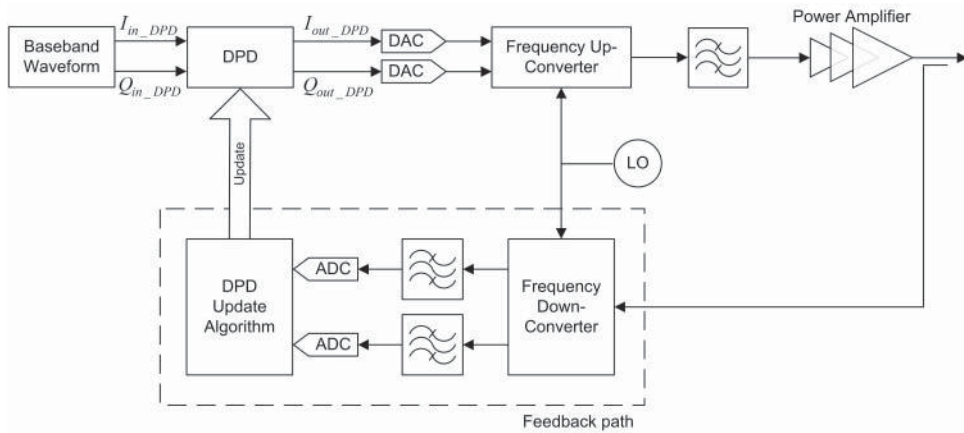 Power Amplifier
I_in_DPD
I_out_DPD
Baseband
Waveform
DPD
DAC
DAC
Frequency Up-
Converter
Q_in_DPD
Q_out_DPD
Update
LO
DPD
Update
Algorithm
ADC
ADC
Frequency
Down-
Converter
Feedback path